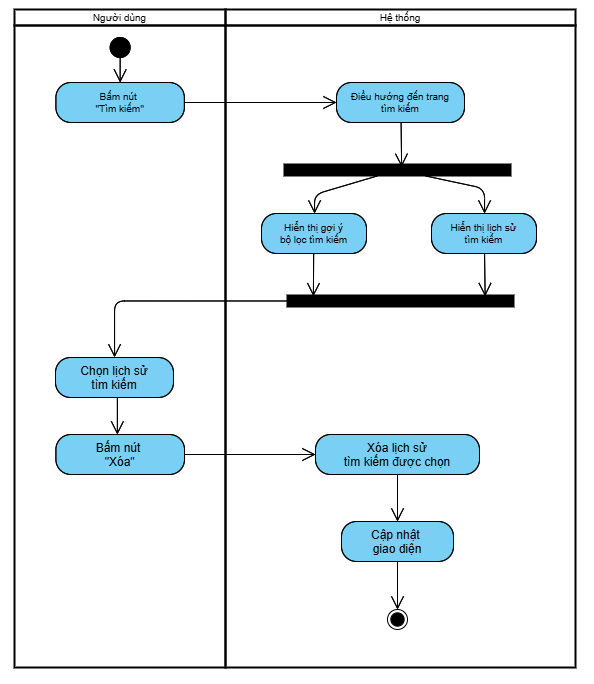 Người dùng
Hệ thống
Bấm nút
"Tìm kiếm"
Điều hướng đến trang
tìm kiếm
Hiển thị gợi ý
bộ lọc tìm kiếm
Hiển thị lịch sử
tìm kiếm
Chọn lịch sử
tìm kiếm
Bấm nút
"Xóa"
Xóa lịch sử
tìm kiếm được chọn
Cập nhật
giao diện